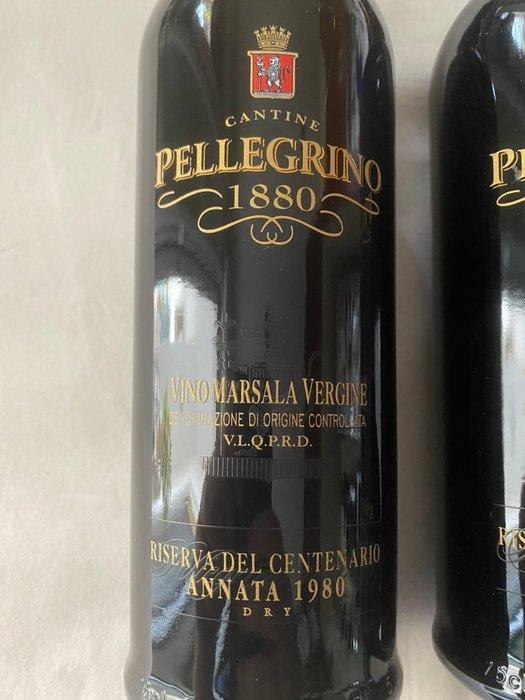 CANTINE
PELLEGRINO
1880
VINO MARSALA VERGINE
DENOMINAZIONE DI ORIGINE CONTROLLATA
V.L.Q.P.R.D.
RISERVA DEL CENTENARIO
ANNATA 1980
DRY